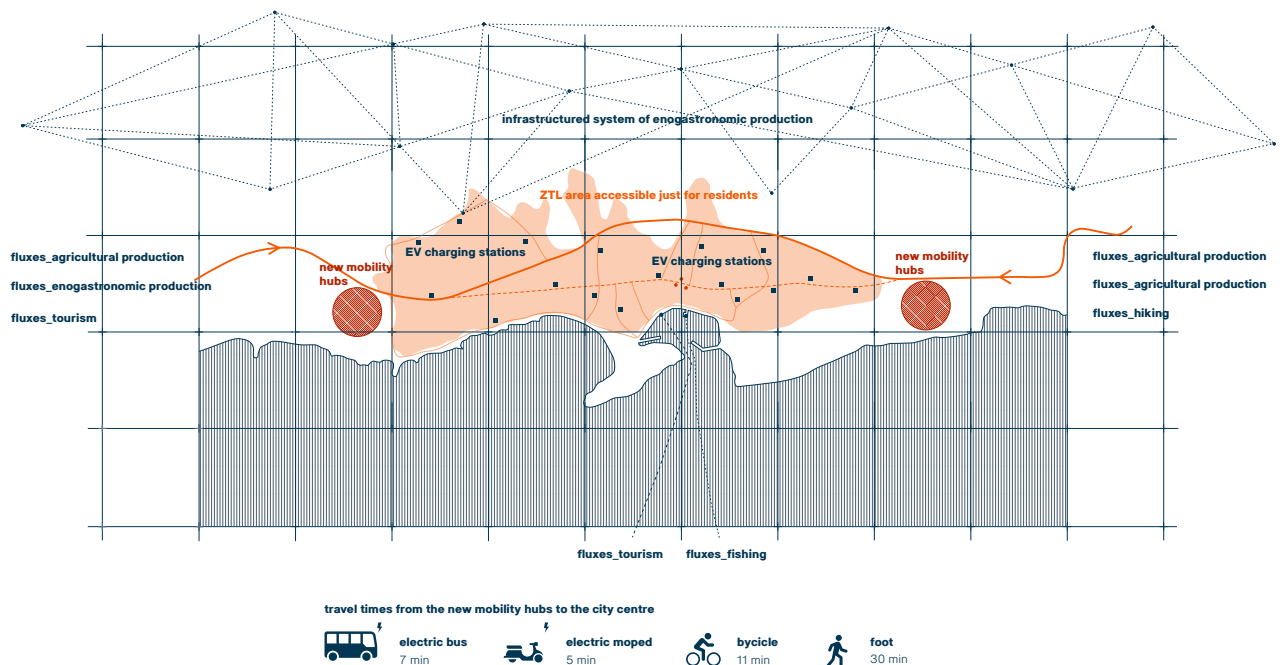 infrastructured system of enogastronomic production
ZTL area accessible just for residents
EV charging stations
EV charging stations
fluxes_agricultural production
fluxes_enogastronomic production
fluxes_tourism
new mobility
hubs
new mobility
hubs
fluxes_agricultural production
fluxes_agricultural production
fluxes_hiking
fluxes_tourism
fluxes_fishing
travel times from the new mobility hubs to the city centre
electric bus
7 min
electric moped
5 min
bycicle
11 min
foot
30 min